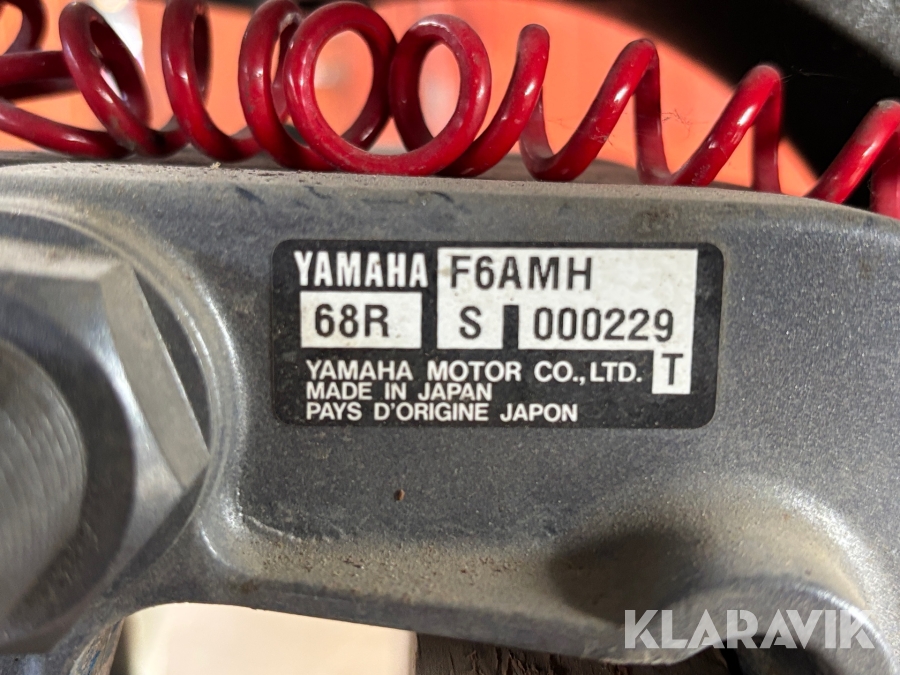 YAMAHA F6AMH
68R S 000229
YAMAHA MOTOR CO.,LTD. T
MADE IN JAPAN
PAYS D'ORIGINE JAPON
KLARAVIK